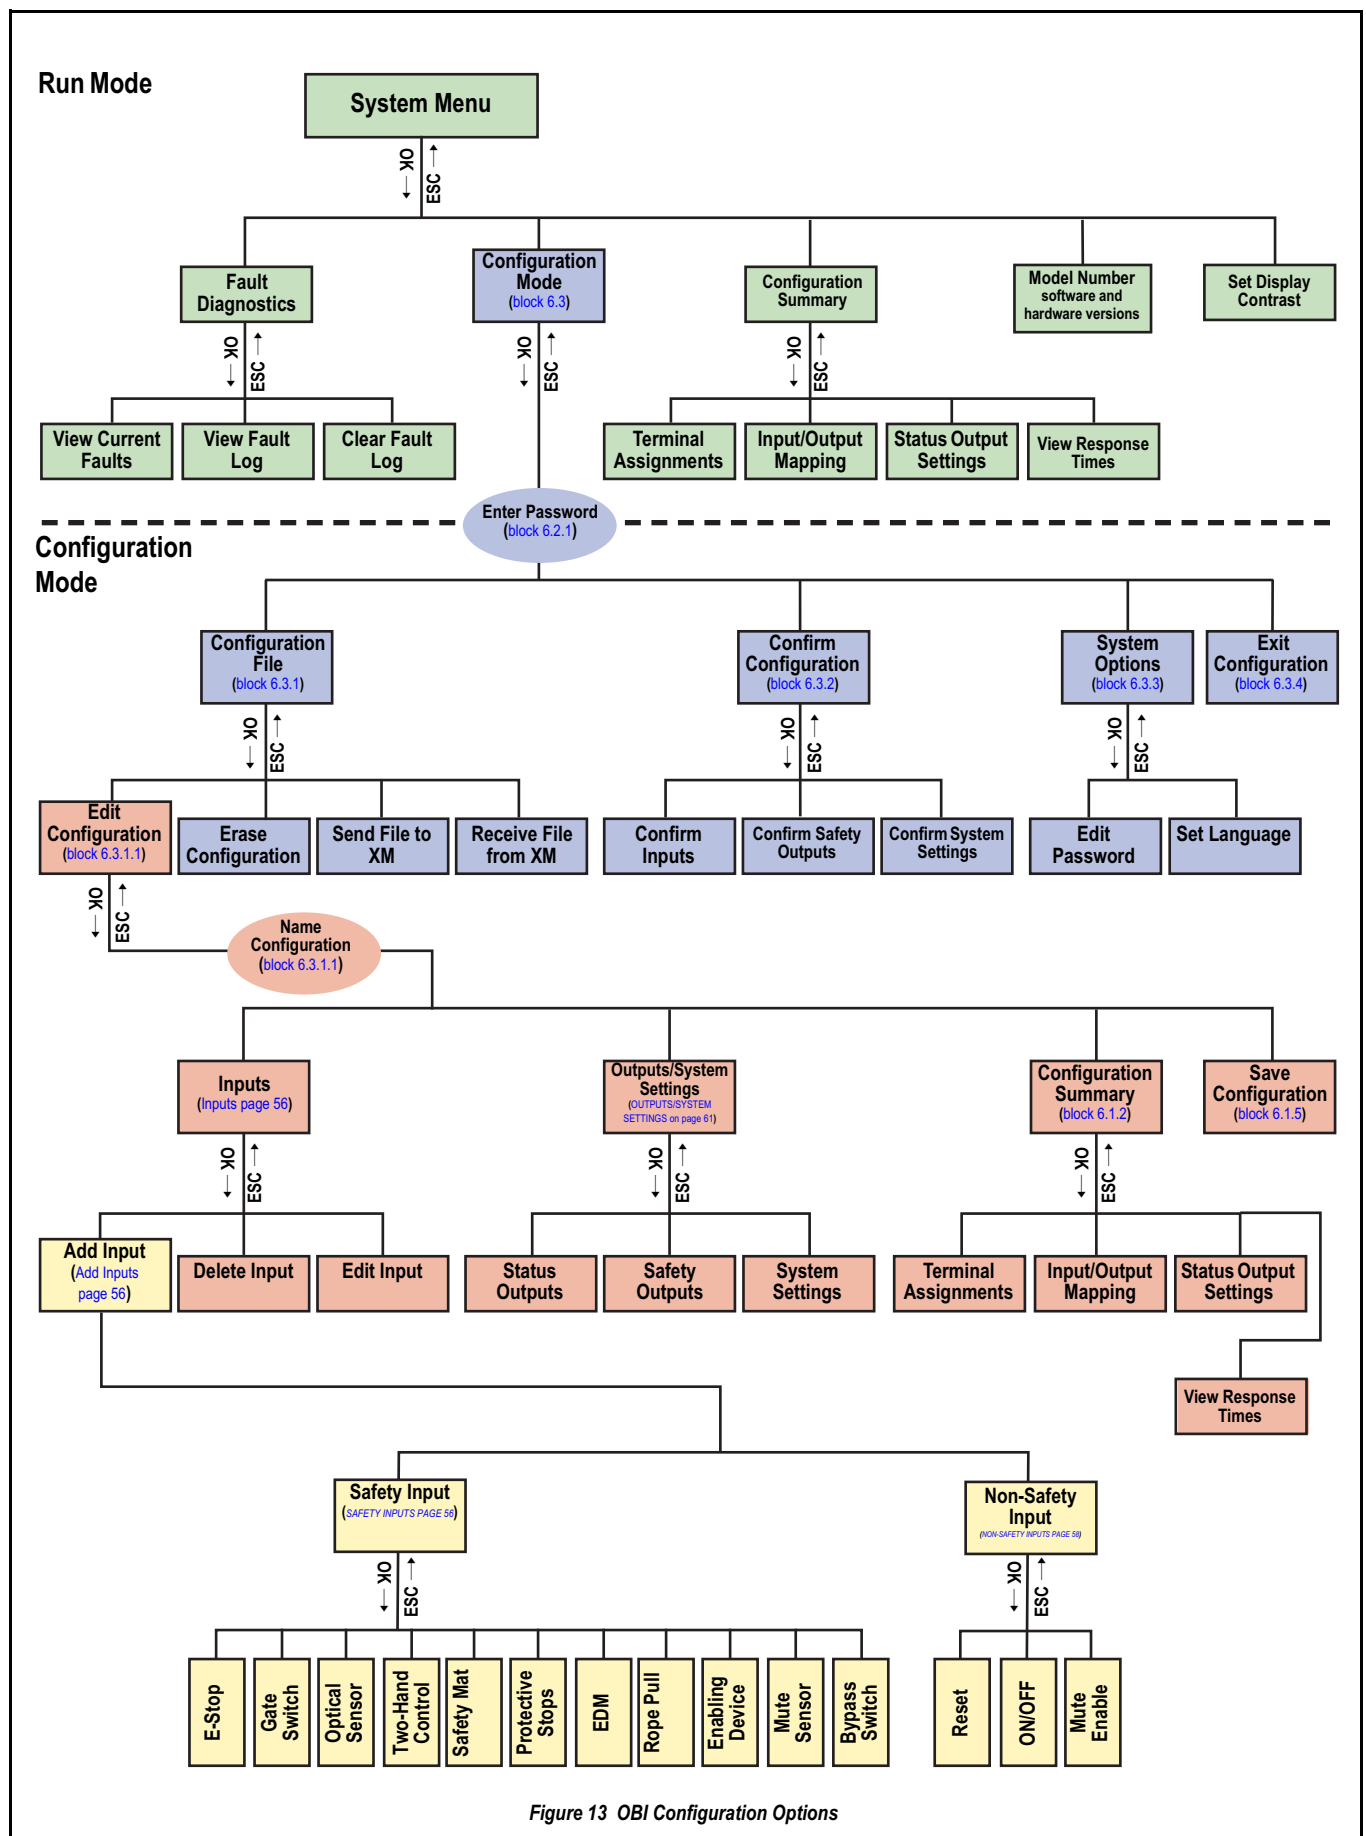 Run Mode
System Menu
OK
ESC
Fault
Diagnostics
Configuration
Mode
(block 6.3)
Configuration
Summary
Model Number
software and
hardware versions
Set Display
Contrast
OK
ESC
OK
ESC
OK
ESC
View Current
Faults
View Fault
Log
Clear Fault
Log
Terminal
Assignments
Input/Output
Mapping
Status Output
Settings
View Response
Times
Enter Password
(block 6.2.1)
Configuration
Mode
Configuration
File
(block 6.3.1)
Confirm
Configuration
(block 6.3.2)
System
Options
(block 6.3.3)
Exit
Configuration
(block 6.3.4)
OK
ESC
OK
ESC
OK
ESC
Edit
Configuration
(block 6.3.1.1)
Erase
Configuration
Send File to
XM
Receive File
from XM
Confirm
Inputs
Confirm Safety
Outputs
Confirm System
Settings
Edit
Password
Set Language
OK
ESC
Name
Configuration
(block 6.3.1.1)
Inputs
(Inputs page 56)
Outputs/System
Settings
(OUTPUTS/SYSTEM
SETTINGS on page 61)
Configuration
Summary
(block 6.1.2)
Save
Configuration
(block 6.1.5)
OK
ESC
OK
ESC
OK
ESC
Add Input
(Add Inputs
page 56)
Delete Input
Edit Input
Status
Outputs
Safety
Outputs
System
Settings
Terminal
Assignments
Input/Output
Mapping
Status Output
Settings
View Response
Times
Safety Input
(SAFETY INPUTS PAGE 56)
Non-Safety
Input
(NON-SAFETY INPUTS PAGE 58)
OK
ESC
OK
ESC
E-Stop
Gate
Switch
Optical
Sensor
Two-Hand
Control
Safety Mat
Protective
Stops
EDM
Rope Pull
Enabling
Device
Mute
Sensor
Bypass
Switch
Reset
ON/OFF
Mute
Enable
Figure 13 OBI Configuration Options